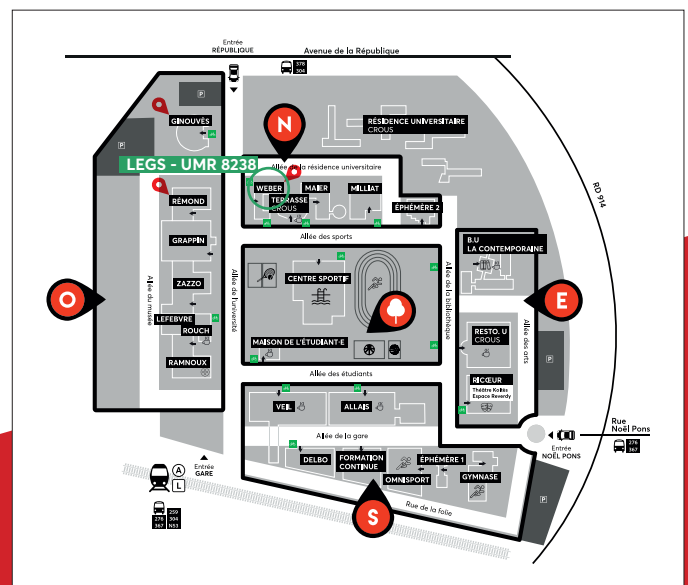 Entrée
RÉPUBLIQUE
Avenue de la République
378
304
P
GINOUVÈS
P
N
RÉSIDENCE UNIVERSITAIRE
CROUS
LEGS - UMR 8238
Allée de la résidence universitaire
WEBER
MAIER
MILLIAT
TERRASSE
CROUS
ÉPHÉMÈRE 2
RÉMOND
GRAPPIN
Allée des sports
RD 914
B.U
LA CONTEMPORAINE
ZAZZO
CENTRE SPORTIF
O
E
Allée du musée
Allée de l'université
Allée de la bibliothèque
Allée des arts
LEFEBVRE
ROUCH
RAMNOUX
MAISON DE L'ÉTUDIANT·E
RESTO. U
CROUS
P
Allée des étudiants
RICŒUR
Théâtre Koltès
Espace Reverdy
VEIL
ALLAIS
Allée de la gare
Rue
Noël Pons
276
367
Entrée
NOËL PONS
DELBO
FORMATION
CONTINUE
ÉPHÉMÈRE 1
OMNISPORT
GYMNASE
Entrée
GARE
A
L
P
S
Rue de la folie
259
276 304
367 N53